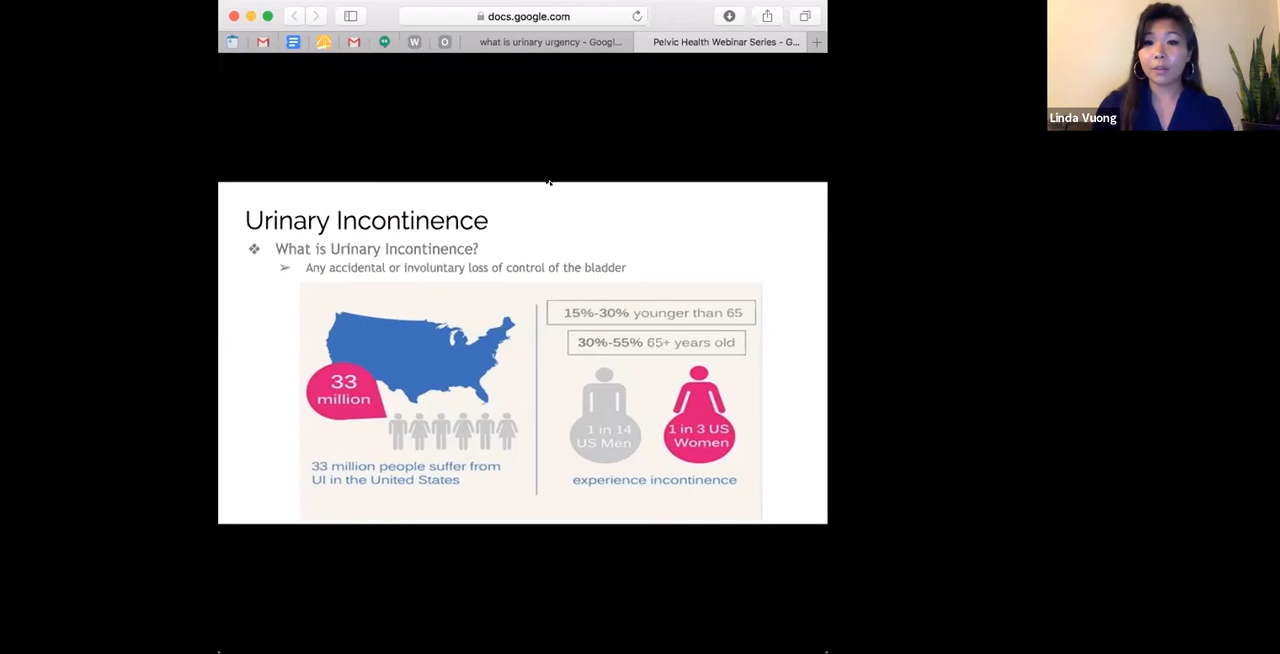 docs.google.com
W
O
what is urinary urgency - Googl...
Pelvic Health Webinar Series - G...
Linda Vuong
Urinary Incontinence
What is Urinary Incontinence?
Any accidental or involuntary loss of control of the bladder
33
million
33 million people suffer from
UI in the United States
15%-30% younger than 65
30%-55% 65+ years old
1 in 14
US Men
1 in 3 US
Women
experience incontinence